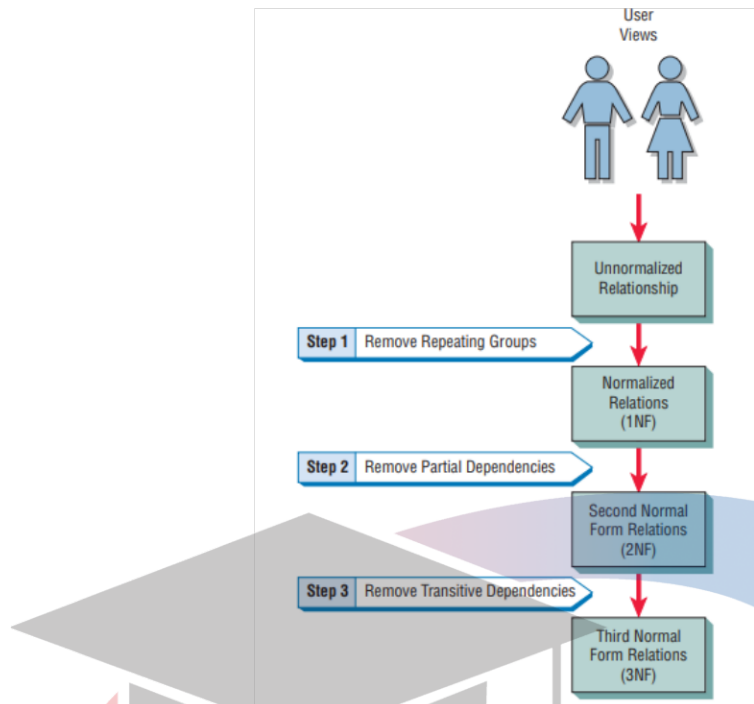 User
Views
Unnormalized
Relationship
Step 1 Remove Repeating Groups
Normalized
Relations
(1NF)
Step 2 Remove Partial Dependencies
Second Normal
Form Relations
(2NF)
Step 3 Remove Transitive Dependencies
Third Normal
Form Relations
(3NF)